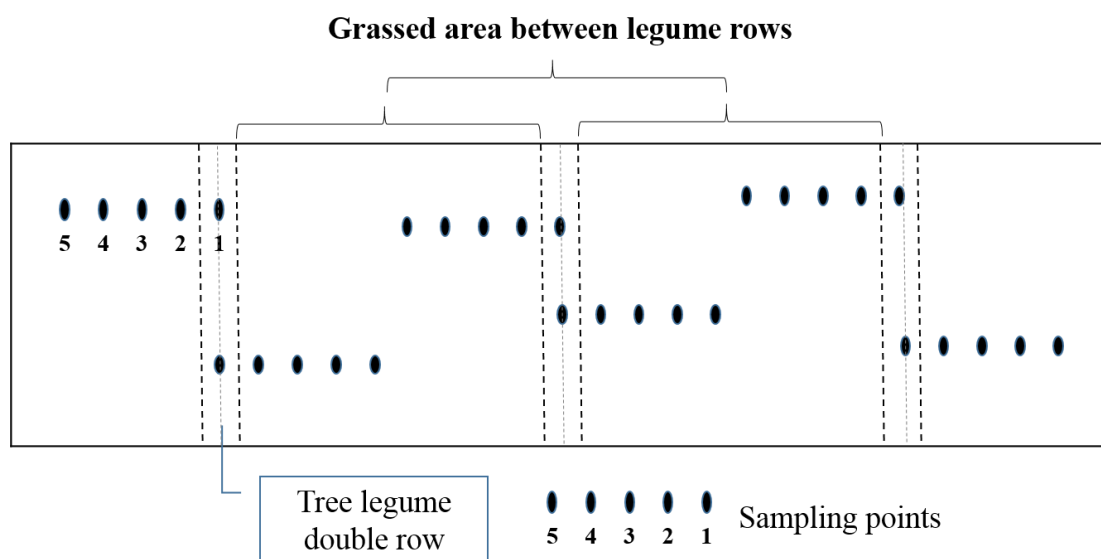 Grassed area between legume rows
5 4 3 2 1
Tree legume
double row
5 4 3 2 1
Sampling points